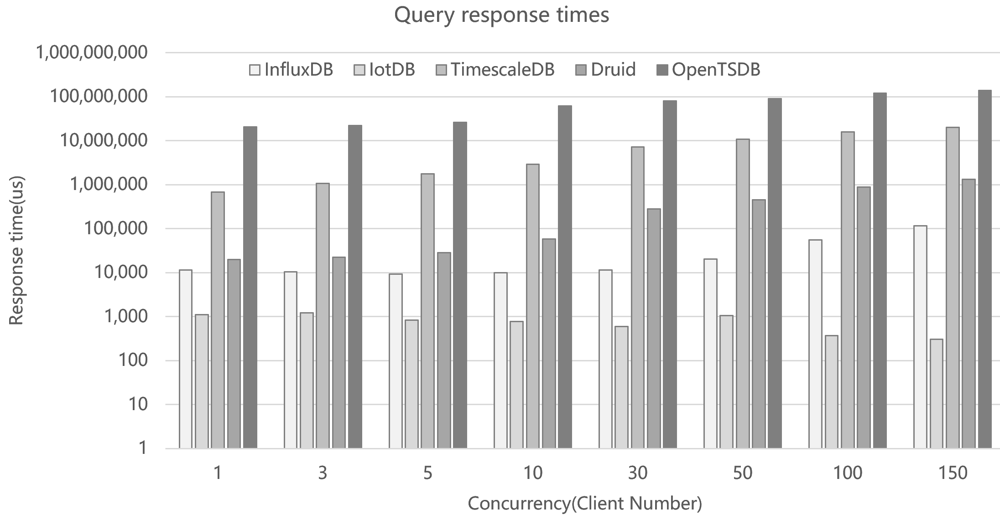 Query response times
1,000,000,000
InfluxDB IotDB TimescaleDB Druid OpenTSDB
100,000,000
10,000,000
1,000,000
100,000
10,000
1,000
100
10
1
Response time(us)
1 3 5 10 30 50 100 150
Concurrency(Client Number)